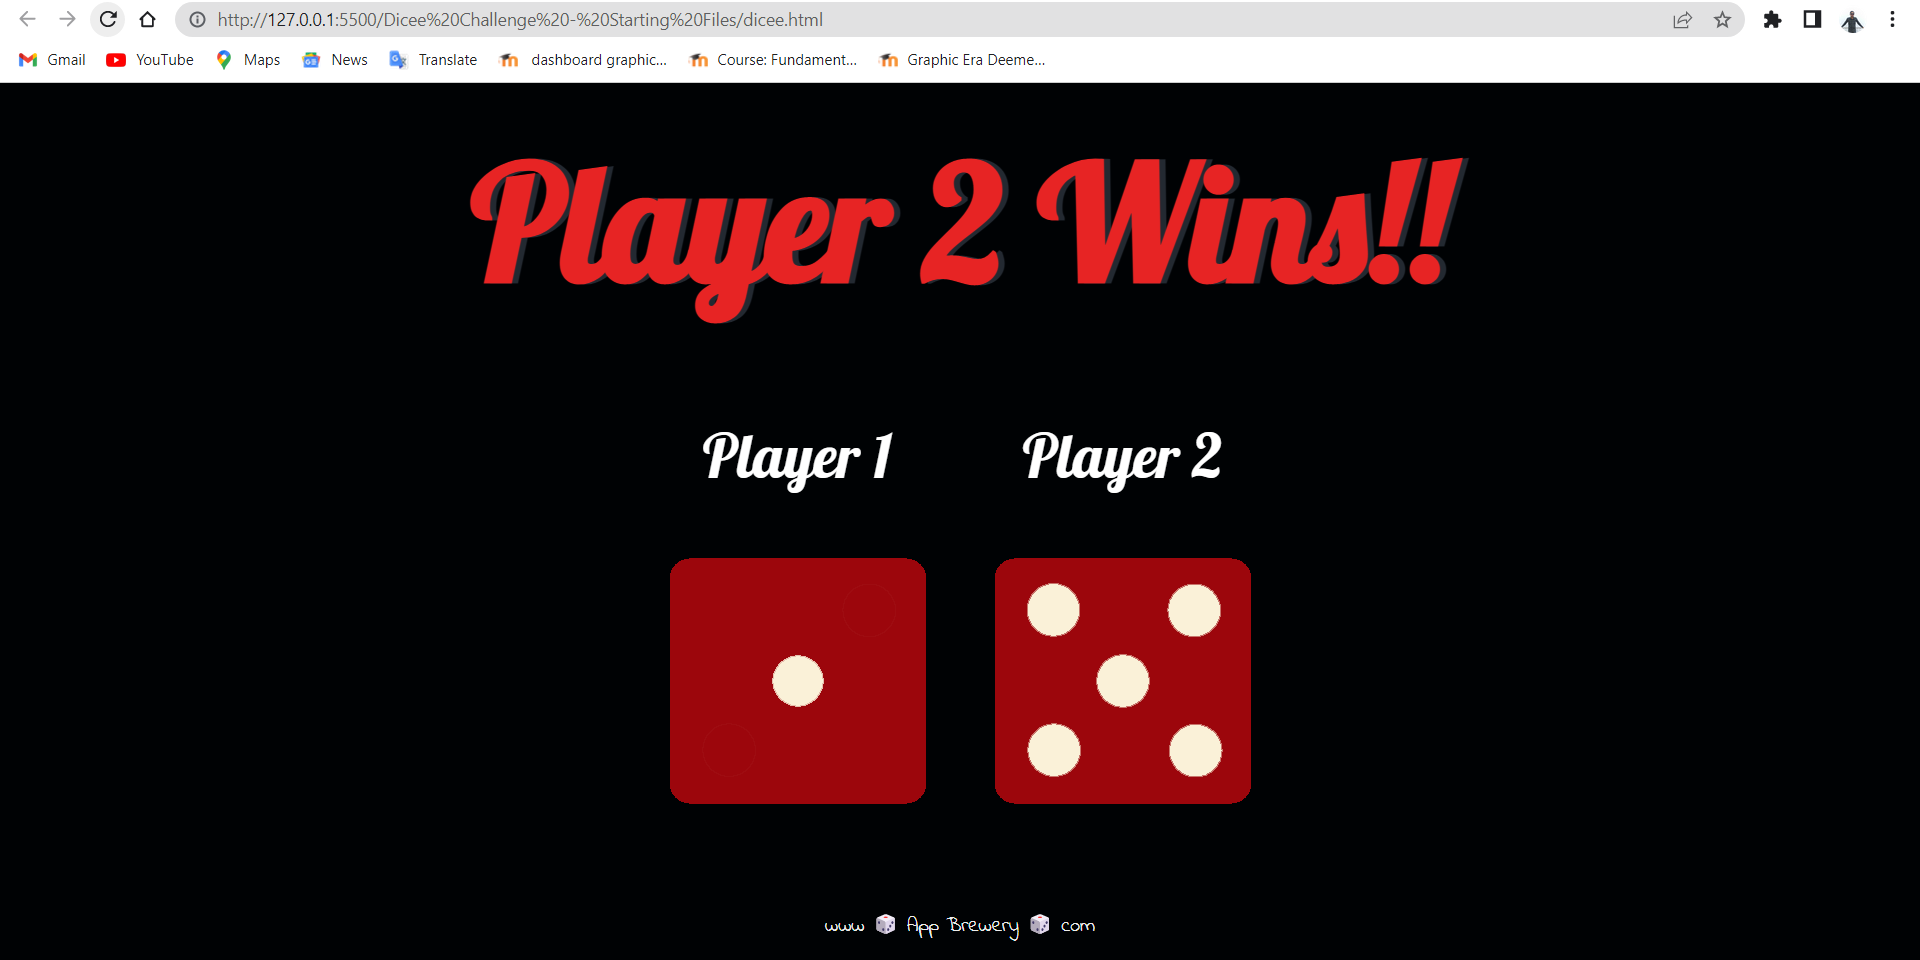 http://127.0.0.1:5500/Dicee%20Challenge%20-%20Starting%20Files/dicee.html
Gmail YouTube Maps News Translate dashboard graphic... Course: Fundament... Graphic Era Deeme...
Player 2 Wins!!
Player 1 Player 2
www 🎲 App Brewery 🎲 com